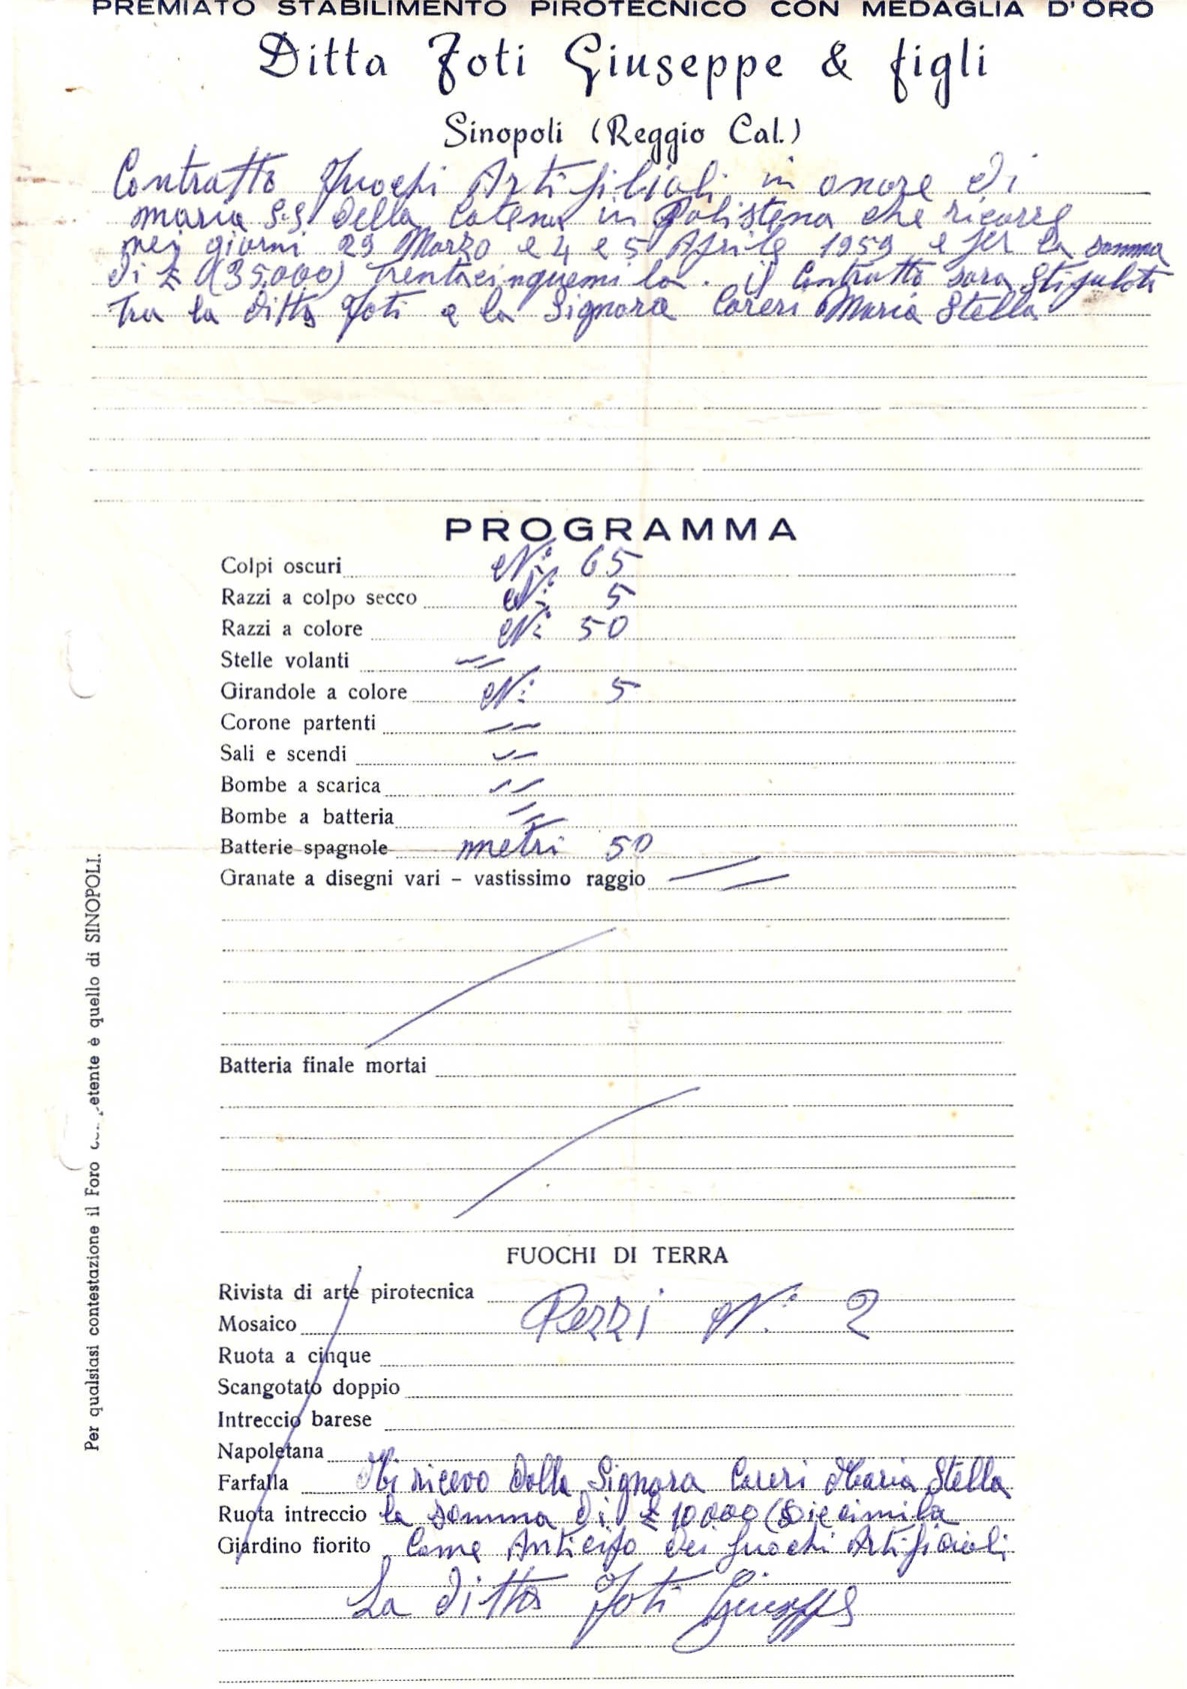 PREMIATO STABILIMENTO PIROTECNICO CON MEDAGLIA D'ORO
Ditta Foti Giuseppe & figli
Sinopoli (Reggio Cal.)
Contratto Fuochi Artificiali in onore di
Maria S.S. Della Catena in Polistena che ricorre
nei giorni 29 Marzo e 4 e 5 Aprile 1959 e per la somma
di £ (35.000) trentacinquemila. il Contratto sara Stipulato
Tra la ditta Foti e la Signora Careri Maria Stella
PROGRAMMA
Colpi oscuri N: 65
Razzi a colpo secco N: 5
Razzi a colore N: 50
Stelle volanti
Girandole a colore N: 5
Corone partenti
Sali e scendi
Bombe a scarica
Bombe a batteria
Batterie spagnole metri 50
Granate a disegni vari - vastissimo raggio
Batteria finale mortai
FUOCHI DI TERRA
Rivista di arte pirotecnica
Mosaico Pezzi N: 2
Ruota a cinque
Scangotato doppio
Intreccio barese
Napoletana
Farfalla Mi ricevo Dalla Signora Careri Maria Stella
Ruota intreccio la somma di £ 10000 (Diecimila
Giardino fiorito Come Anticipo dei fuochi Artificiali
La ditta Foti Giuseppe
Per qualsiasi contestazione il Foro è quello di SINOPOLI.